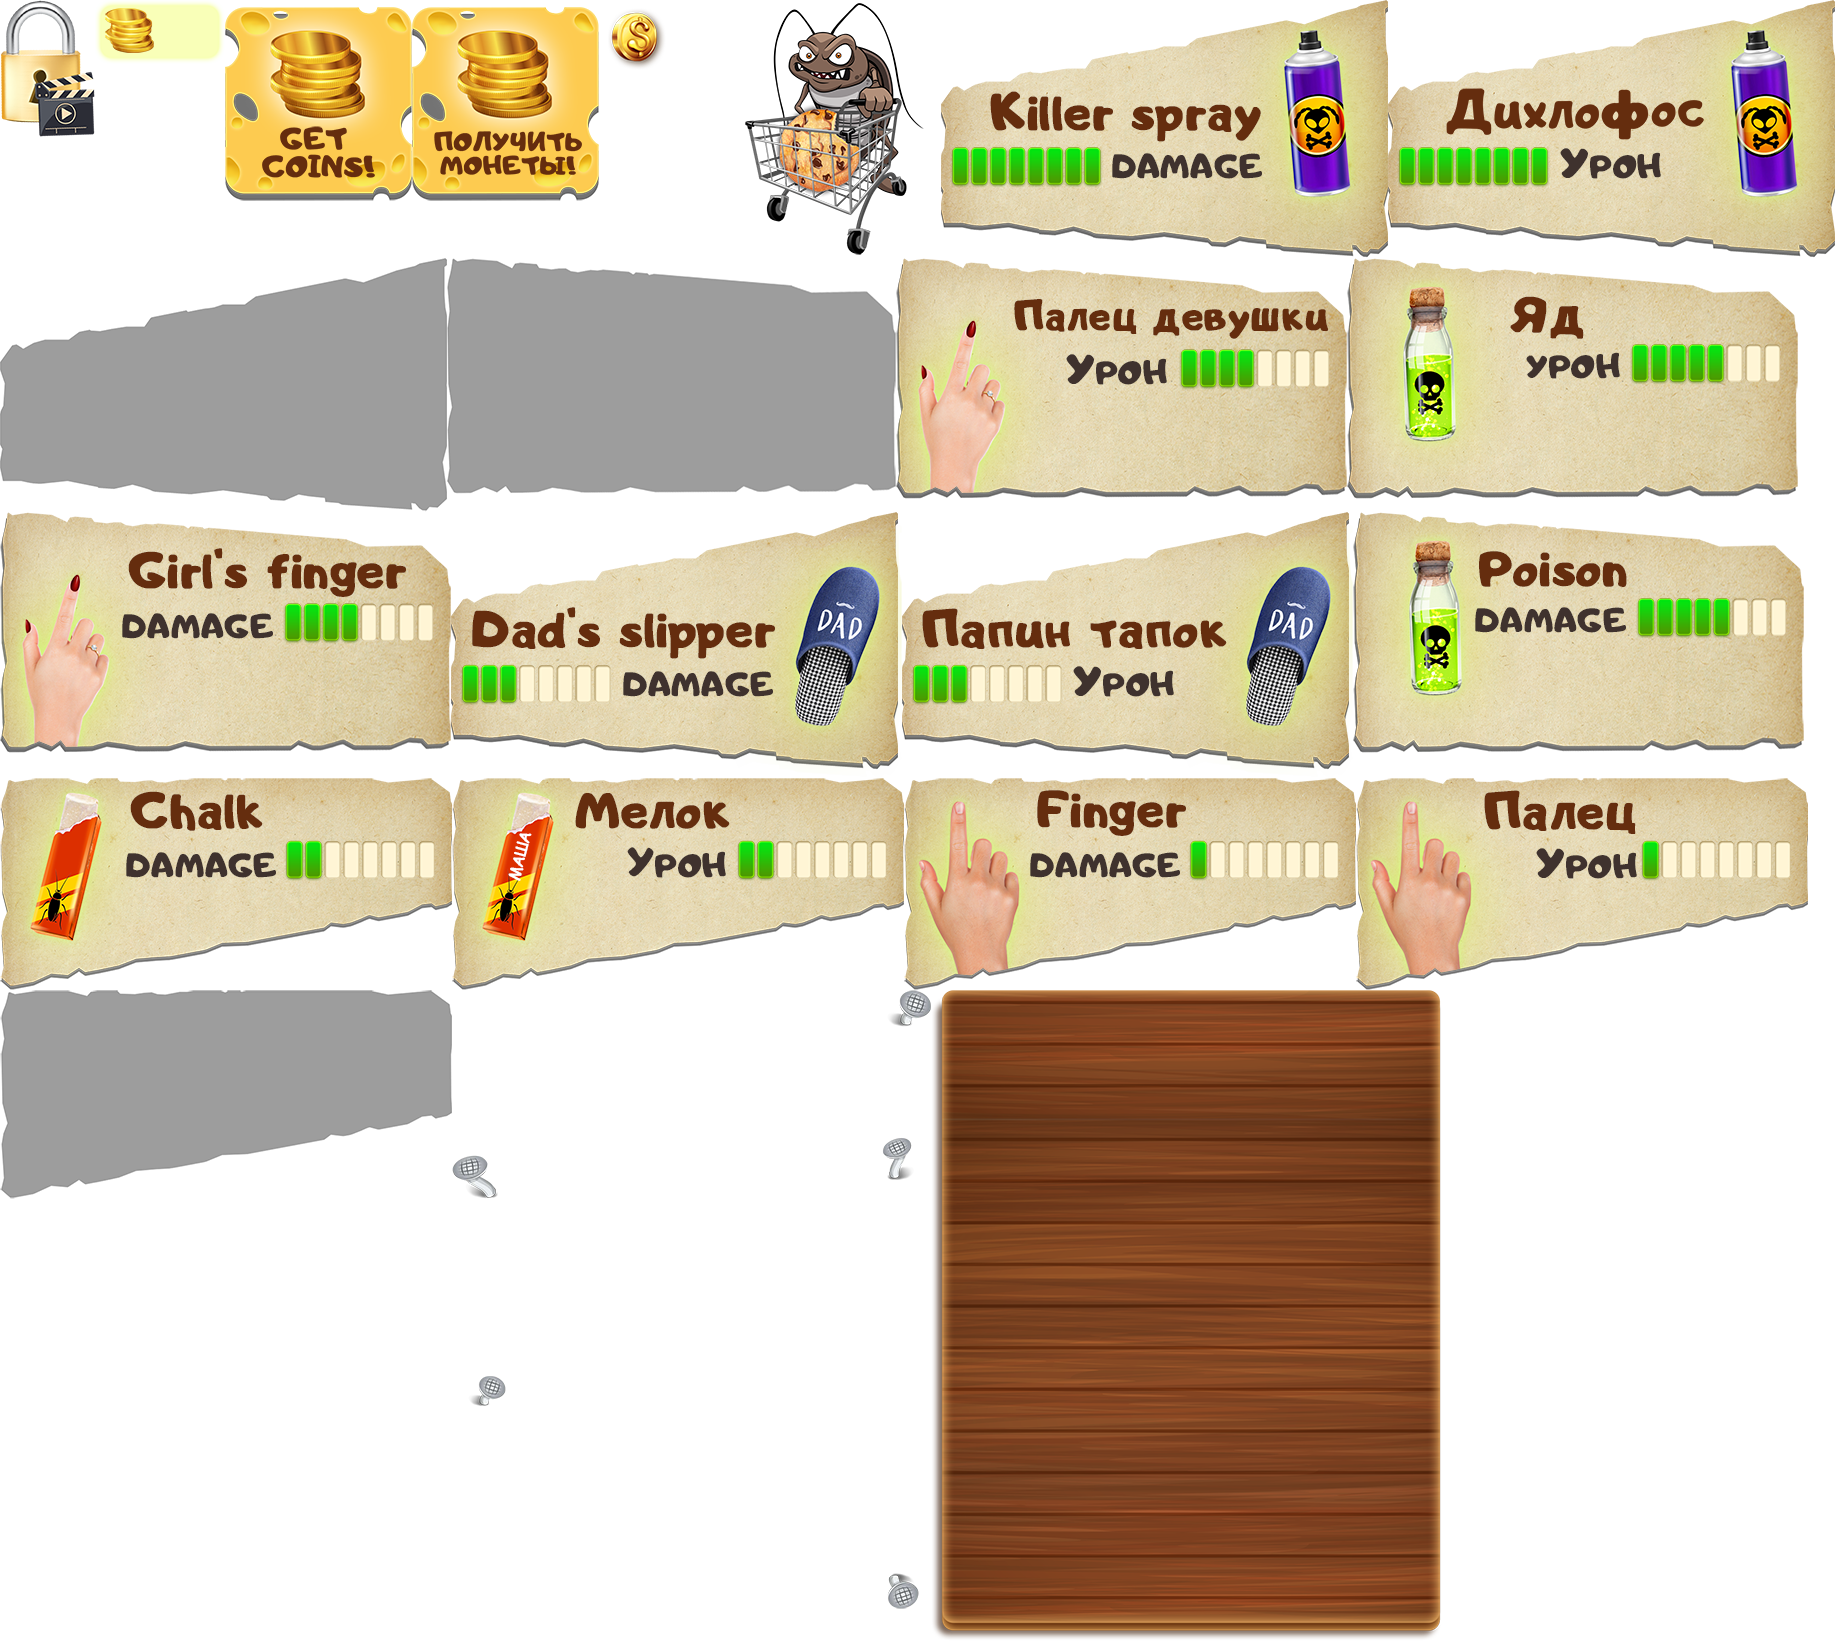 GET
COINS!
ПОЛУЧИТЬ
МОНЕТЫ!
$
Killer spray
DAMAGE
Дихлофос
Урон
Палец девушки
Урон
Яд
урон
Girl's finger
DAMAGE
Dad's slipper
DAMAGE
DAD
Папин тапок
Урон
DAD
Poison
DAMAGE
Chalk
DAMAGE
Мелок
Урон
МАША
Finger
DAMAGE
Палец
Урон